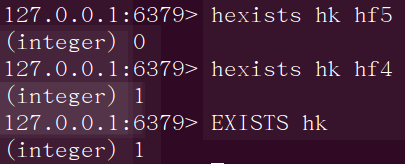 127.0.0.1:6379> hexists hk hf5
(integer) 0
127.0.0.1:6379> hexists hk hf4
(integer) 1
127.0.0.1:6379> EXISTS hk
(integer) 1